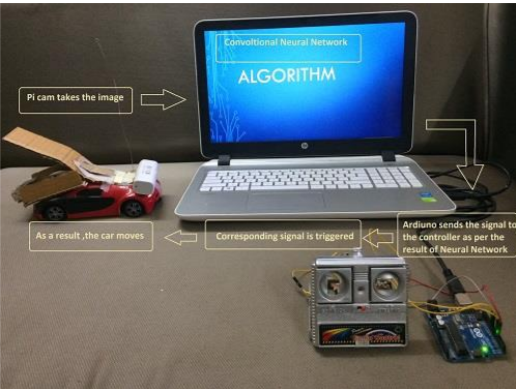 Convoltional Neural Network
ALGORITHM
Pi cam takes the image
hp
As a result ,the car moves
Corresponding signal is triggered
Ardiuno sends the signal to
the controller as per the
result of Neural Network